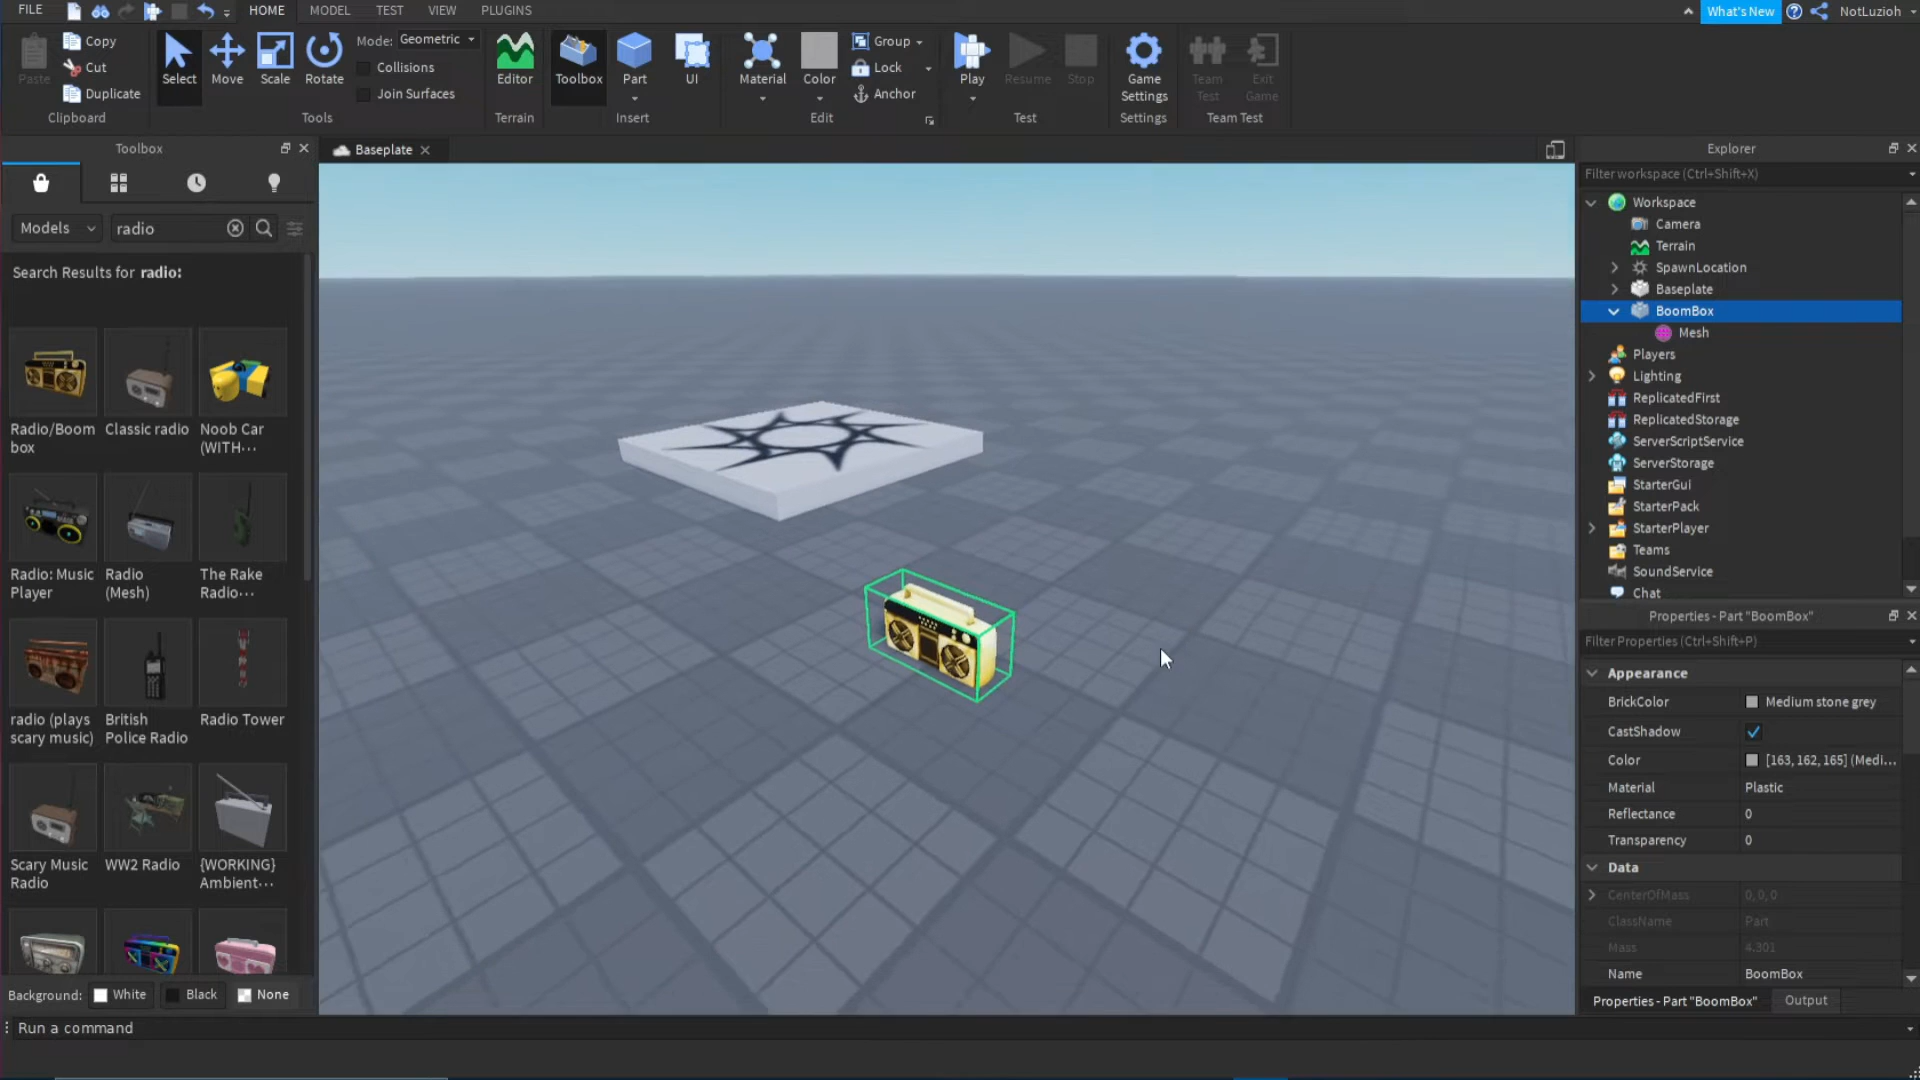 FILE HOME MODEL TEST VIEW PLUGINS What's New NotLuzioh
Paste Copy Cut Duplicate
Clipboard
Select Move Scale Rotate
Mode: Geometric
Collisions
Join Surfaces
Tools
Editor
Terrain
Toolbox Part UI
Insert
Material Color
Group
Lock
Anchor
Edit
Play Resume Stop
Test
Game Settings
Settings
Team Test Exit Game
Team Test
Toolbox
Models radio
Search Results for radio:
Radio/Boom box
Classic radio
Noob Car (WITH...
Radio: Music Player
Radio (Mesh)
The Rake Radio...
radio (plays scary music)
British Police Radio
Radio Tower
Scary Music Radio
WW2 Radio
{WORKING} Ambient...
Background: White Black None
Run a command
Baseplate
Explorer
Filter workspace (Ctrl+Shift+X)
Workspace
Camera
Terrain
SpawnLocation
Baseplate
BoomBox
Mesh
Players
Lighting
ReplicatedFirst
ReplicatedStorage
ServerScriptService
ServerStorage
StarterGui
StarterPack
StarterPlayer
Teams
SoundService
Chat
Properties - Part "BoomBox"
Filter Properties (Ctrl+Shift+P)
Appearance
BrickColor Medium stone grey
CastShadow
Color [163, 162, 165] (Medi...
Material Plastic
Reflectance 0
Transparency 0
Data
CenterOfMass 0, 0, 0
ClassName Part
Mass 4.301
Name BoomBox
Properties - Part "BoomBox" Output